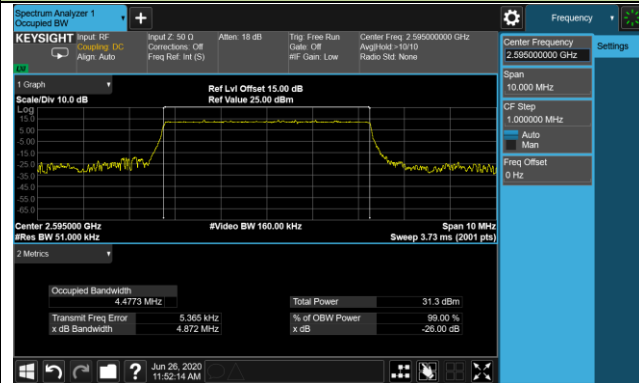 Spectrum Analyzer 1
Occupied BW
Frequency
KEYSIGHT
Input: RF
Coupling: DC
Align: Auto
Input Z: 50 Ω
Corrections: Off
Freq Ref: Int (S)
Atten: 18 dB
Trig: Free Run
Gate: Off
#IF Gain: Low
Center Freq: 2.595000000 GHz
Avg|Hold:>10/10
Radio Std: None
LXI
Center Frequency
2.595000000 GHz
Settings
Span
10.000 MHz
CF Step
1.000000 MHz
Auto
Man
Freq Offset
0 Hz
1 Graph
Scale/Div 10.0 dB
Ref Lvl Offset 15.00 dB
Ref Value 25.00 dBm
Log
15.0
5.00
-5.00
-15.0
-25.0
-35.0
-45.0
-55.0
-65.0
Center 2.595000 GHz
#Res BW 51.000 kHz
#Video BW 160.00 kHz
Span 10 MHz
Sweep 3.73 ms (2001 pts)
2 Metrics
Occupied Bandwidth
4.4773 MHz
Total Power 31.3 dBm
Transmit Freq Error 5.365 kHz
% of OBW Power 99.00 %
x dB Bandwidth 4.872 MHz
x dB -26.00 dB
Jun 26, 2020
11:52:14 AM